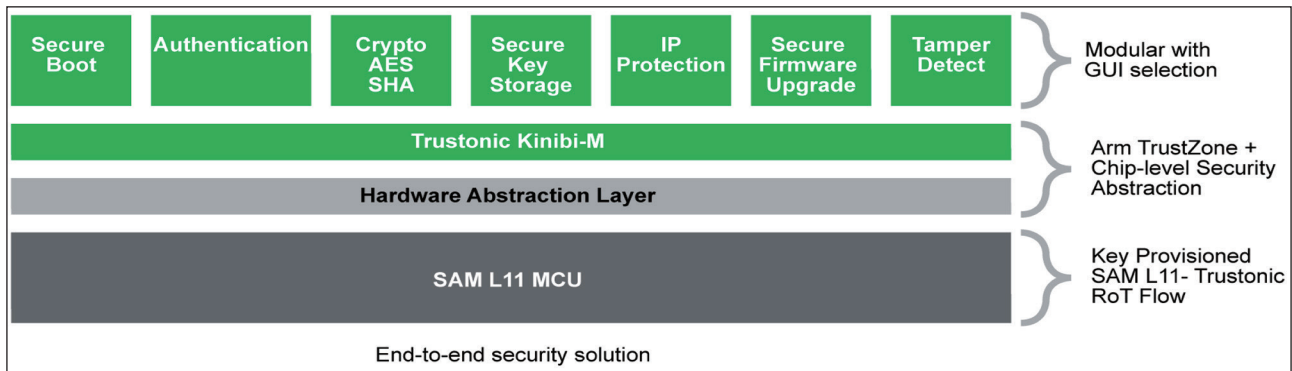 Secure
Boot
Authentication
Crypto
AES
SHA
Secure
Key
Storage
IP
Protection
Secure
Firmware
Upgrade
Tamper
Detect
Modular with
GUI selection
Trustonic Kinibi-M
Hardware Abstraction Layer
Arm TrustZone +
Chip-level Security
Abstraction
SAM L11 MCU
Key Provisioned
SAM L11- Trustonic
RoT Flow
End-to-end security solution